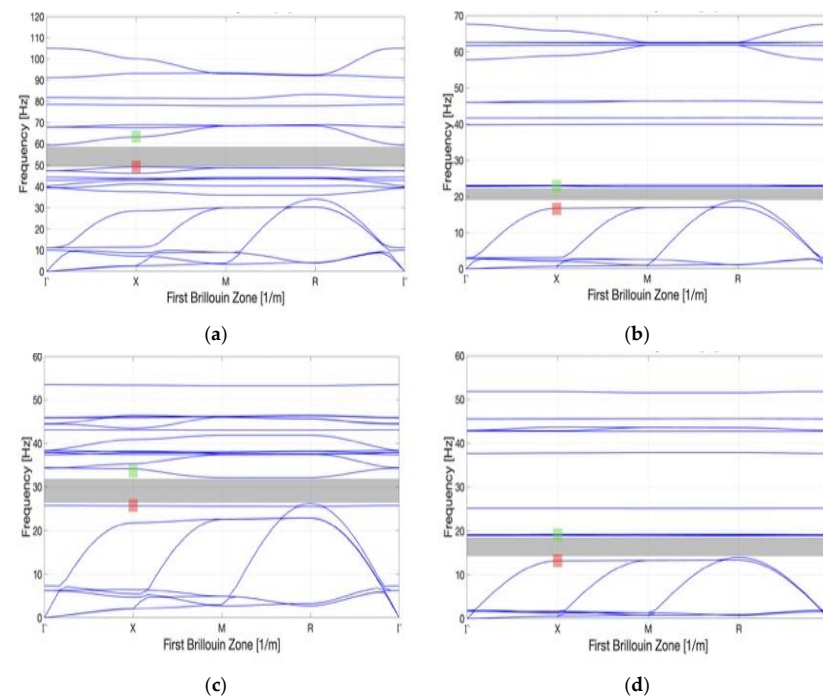 120
110
100
90
80
70
60
50
40
30
20
10
0
Frequency [Hz]
Γ X M R Γ
First Brillouin Zone [1/m]
(a)
70
60
50
40
30
20
10
0
Frequency [Hz]
Γ X M R
First Brillouin Zone [1/m]
(b)
60
50
40
30
20
10
0
Frequency [Hz]
Γ X M R Γ
First Brillouin Zone [1/m]
(c)
60
50
40
30
20
10
0
Frequency [Hz]
Γ X M R
First Brillouin Zone [1/m]
(d)